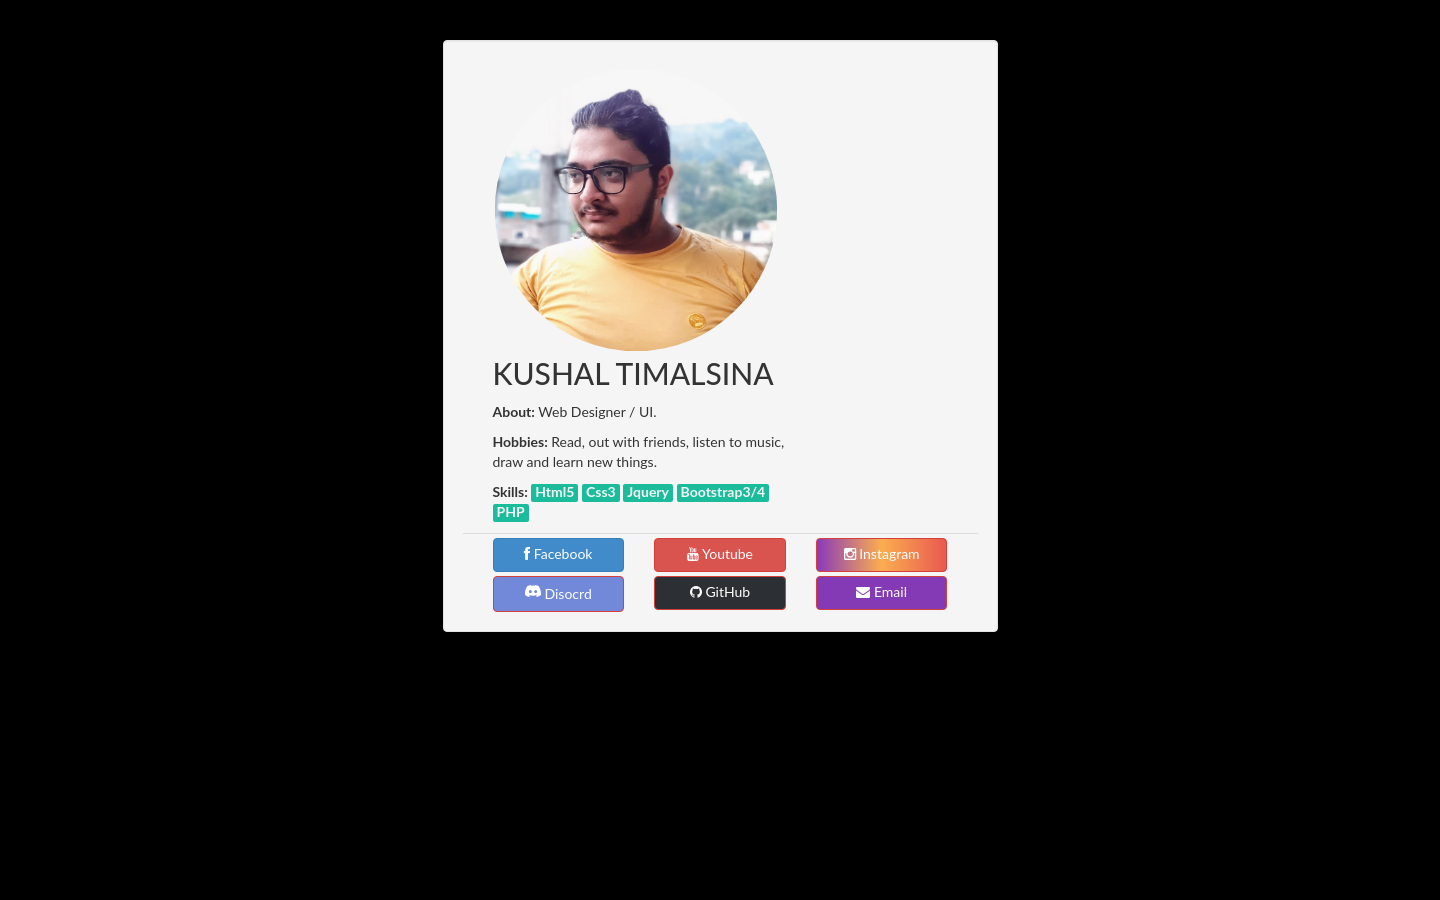 KUSHAL TIMALSINA
About: Web Designer / UI.
Hobbies: Read, out with friends, listen to music,
draw and learn new things.
Skills: Html5 Css3 Jquery Bootstrap3/4
PHP
Facebook Youtube Instagram
Disocrd GitHub Email